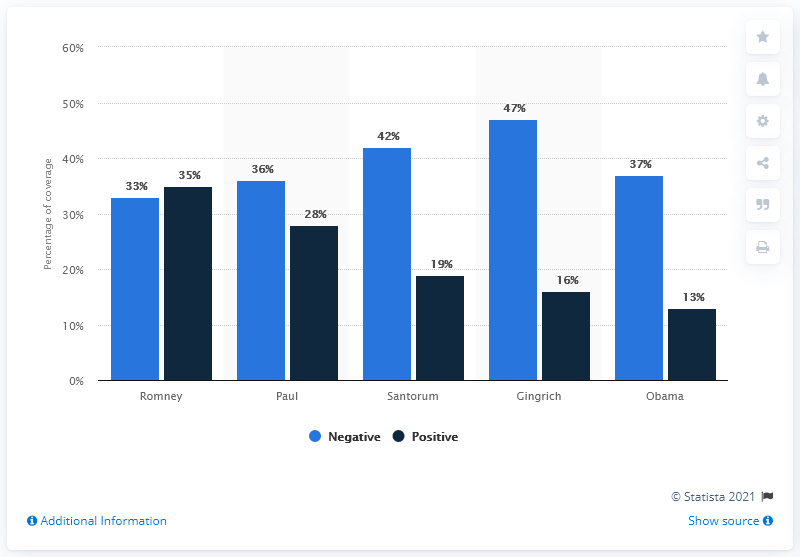 60%
50%
40%
30%
20%
10%
0%
Percentage of coverage
33%
35%
36%
28%
42%
19%
47%
16%
37%
13%
Romney
Paul
Santorum
Gingrich
Obama
Negative
Positive
© Statista 2021
Additional Information
Show source